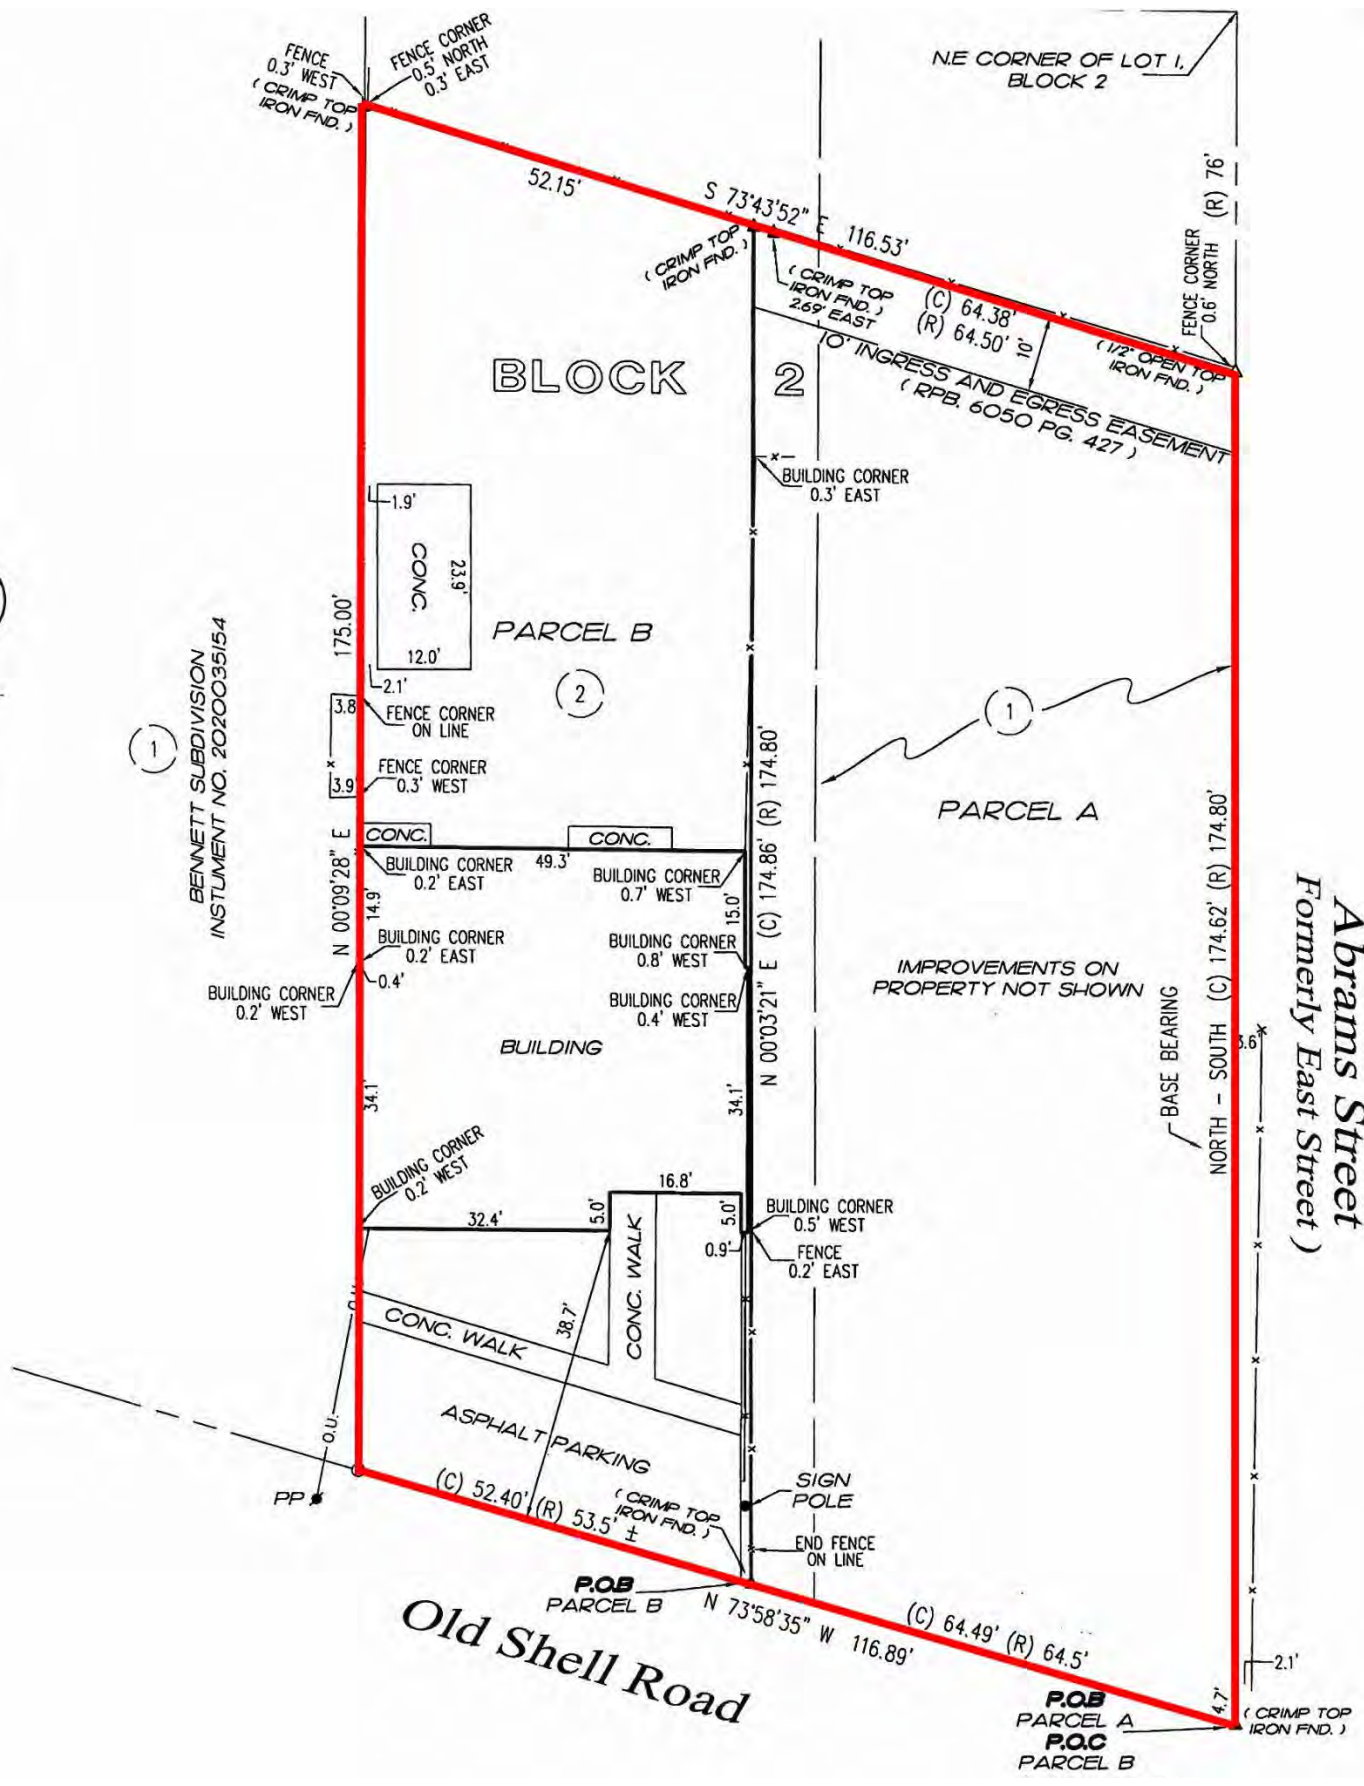 FENCE
0.3' WEST
( CRIMP TOP
IRON FND. )
FENCE CORNER
0.5' NORTH
0.3' EAST
N.E CORNER OF LOT 1,
BLOCK 2
(R) 76'
FENCE CORNER
0.6' NORTH
52.15'
S 73°43'52" E 116.53'
( CRIMP TOP
IRON FND. )
( CRIMP TOP
IRON FND. )
2.69' EAST
(C) 64.38'
(R) 64.50'
10'
( 1/2" OPEN TOP
IRON FND. )
10' INGRESS AND EGRESS EASEMENT
( RPB. 6050 PG. 427 )
BLOCK 2
BUILDING CORNER
0.3' EAST
1.9'
CONC.
23.9'
12.0'
2.1'
175.00'
PARCEL B
2
3.8
FENCE CORNER
ON LINE
3.9'
FENCE CORNER
0.3' WEST
1
BENNETT SUBDIVISION
INSTUMENT NO. 2020035154
1
PARCEL A
N 00°09'28" E
CONC.
CONC.
49.3'
BUILDING CORNER
0.2' EAST
BUILDING CORNER
0.7' WEST
14.9'
15.0'
BUILDING CORNER
0.2' EAST
BUILDING CORNER
0.8' WEST
0.4'
BUILDING CORNER
0.2' WEST
BUILDING CORNER
0.4' WEST
N 00°03'21" E (C) 174.86' (R) 174.80'
IMPROVEMENTS ON
PROPERTY NOT SHOWN
BASE BEARING
NORTH - SOUTH (C) 174.62' (R) 174.80'
3.6'
Abrams Street
Formerly East Street )
BUILDING
34.1'
34.1'
BUILDING CORNER
0.2' WEST
32.4'
16.8'
5.0'
5.0'
BUILDING CORNER
0.5' WEST
0.9'
FENCE
0.2' EAST
O.U.
CONC. WALK
CONC. WALK
38.7'
O.U.
ASPHALT PARKING
PP
(C) 52.40' (R) 53.5' ±
( CRIMP TOP
IRON FND. )
SIGN
POLE
END FENCE
ON LINE
P.O.B
PARCEL B
N 73°58'35" W 116.89'
(C) 64.49' (R) 64.5'
Old Shell Road
2.1'
4.7'
P.O.B
PARCEL A
P.O.C
PARCEL B
( CRIMP TOP
IRON FND. )